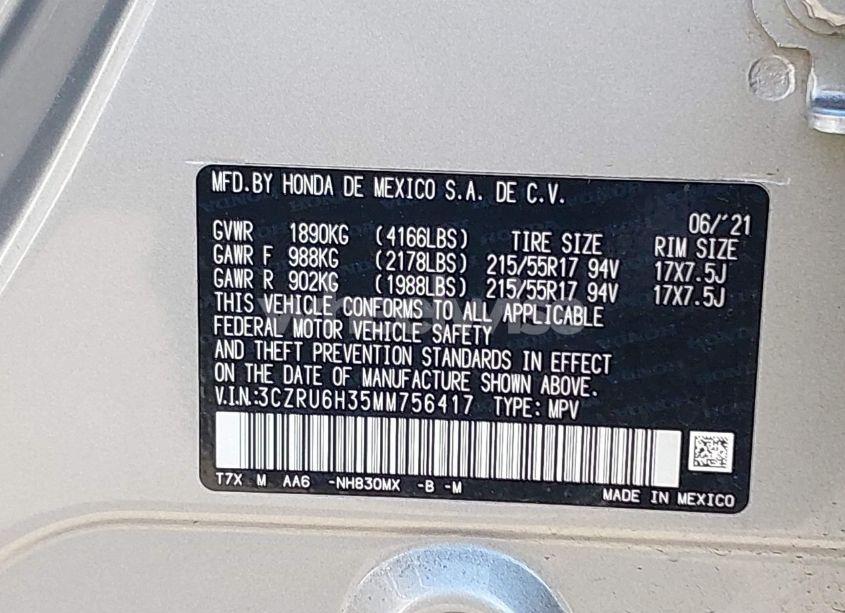 MFD.BY HONDA DE MEXICO S.A. DE C.V.
06/'21
GVWR 1890KG (4166LBS) TIRE SIZE RIM SIZE
GAWR F 988KG (2178LBS) 215/55R17 94V 17X7.5J
GAWR R 902KG (1988LBS) 215/55R17 94V 17X7.5J
THIS VEHICLE CONFORMS TO ALL APPLICABLE
FEDERAL MOTOR VEHICLE SAFETY
AND THEFT PREVENTION STANDARDS IN EFFECT
ON THE DATE OF MANUFACTURE SHOWN ABOVE.
V.I.N.:3CZRU6H35MM756417 TYPE: MPV
T7X M AA6 -NH830MX -B -M
MADE IN MEXICO